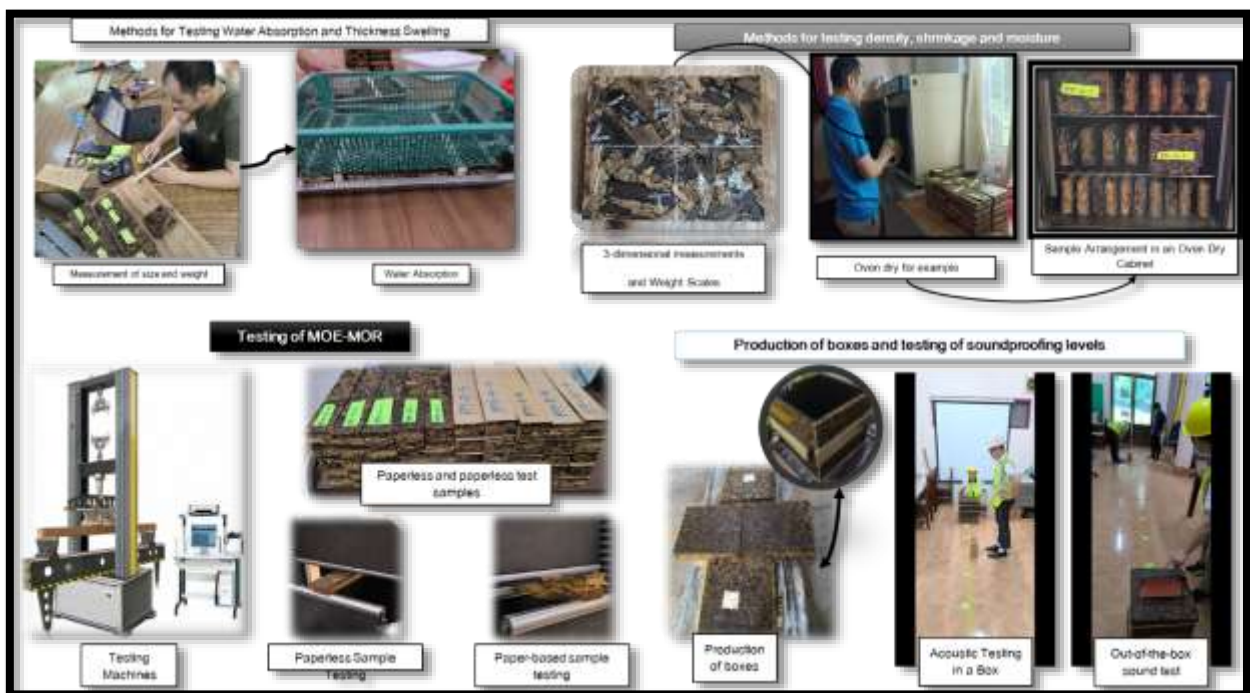 Methods for Testing Water Absorption and Thickness Swelling
Measurement of size and weight
Water Absorption
Methods for testing density, shrinkage and moisture
3-dimensional measurements
and Weight Scales
Oven dry for example
Sample Arrangement in an Oven Dry
Cabinet
Testing of MOE-MOR
Testing
Machines
Paperless and paperless test
samples
Paperless Sample
Testing
Paper-based sample
testing
Production of boxes and testing of soundproofing levels
Production
of boxes
Acoustic Testing
in a Box
Out-of-the-box
sound test